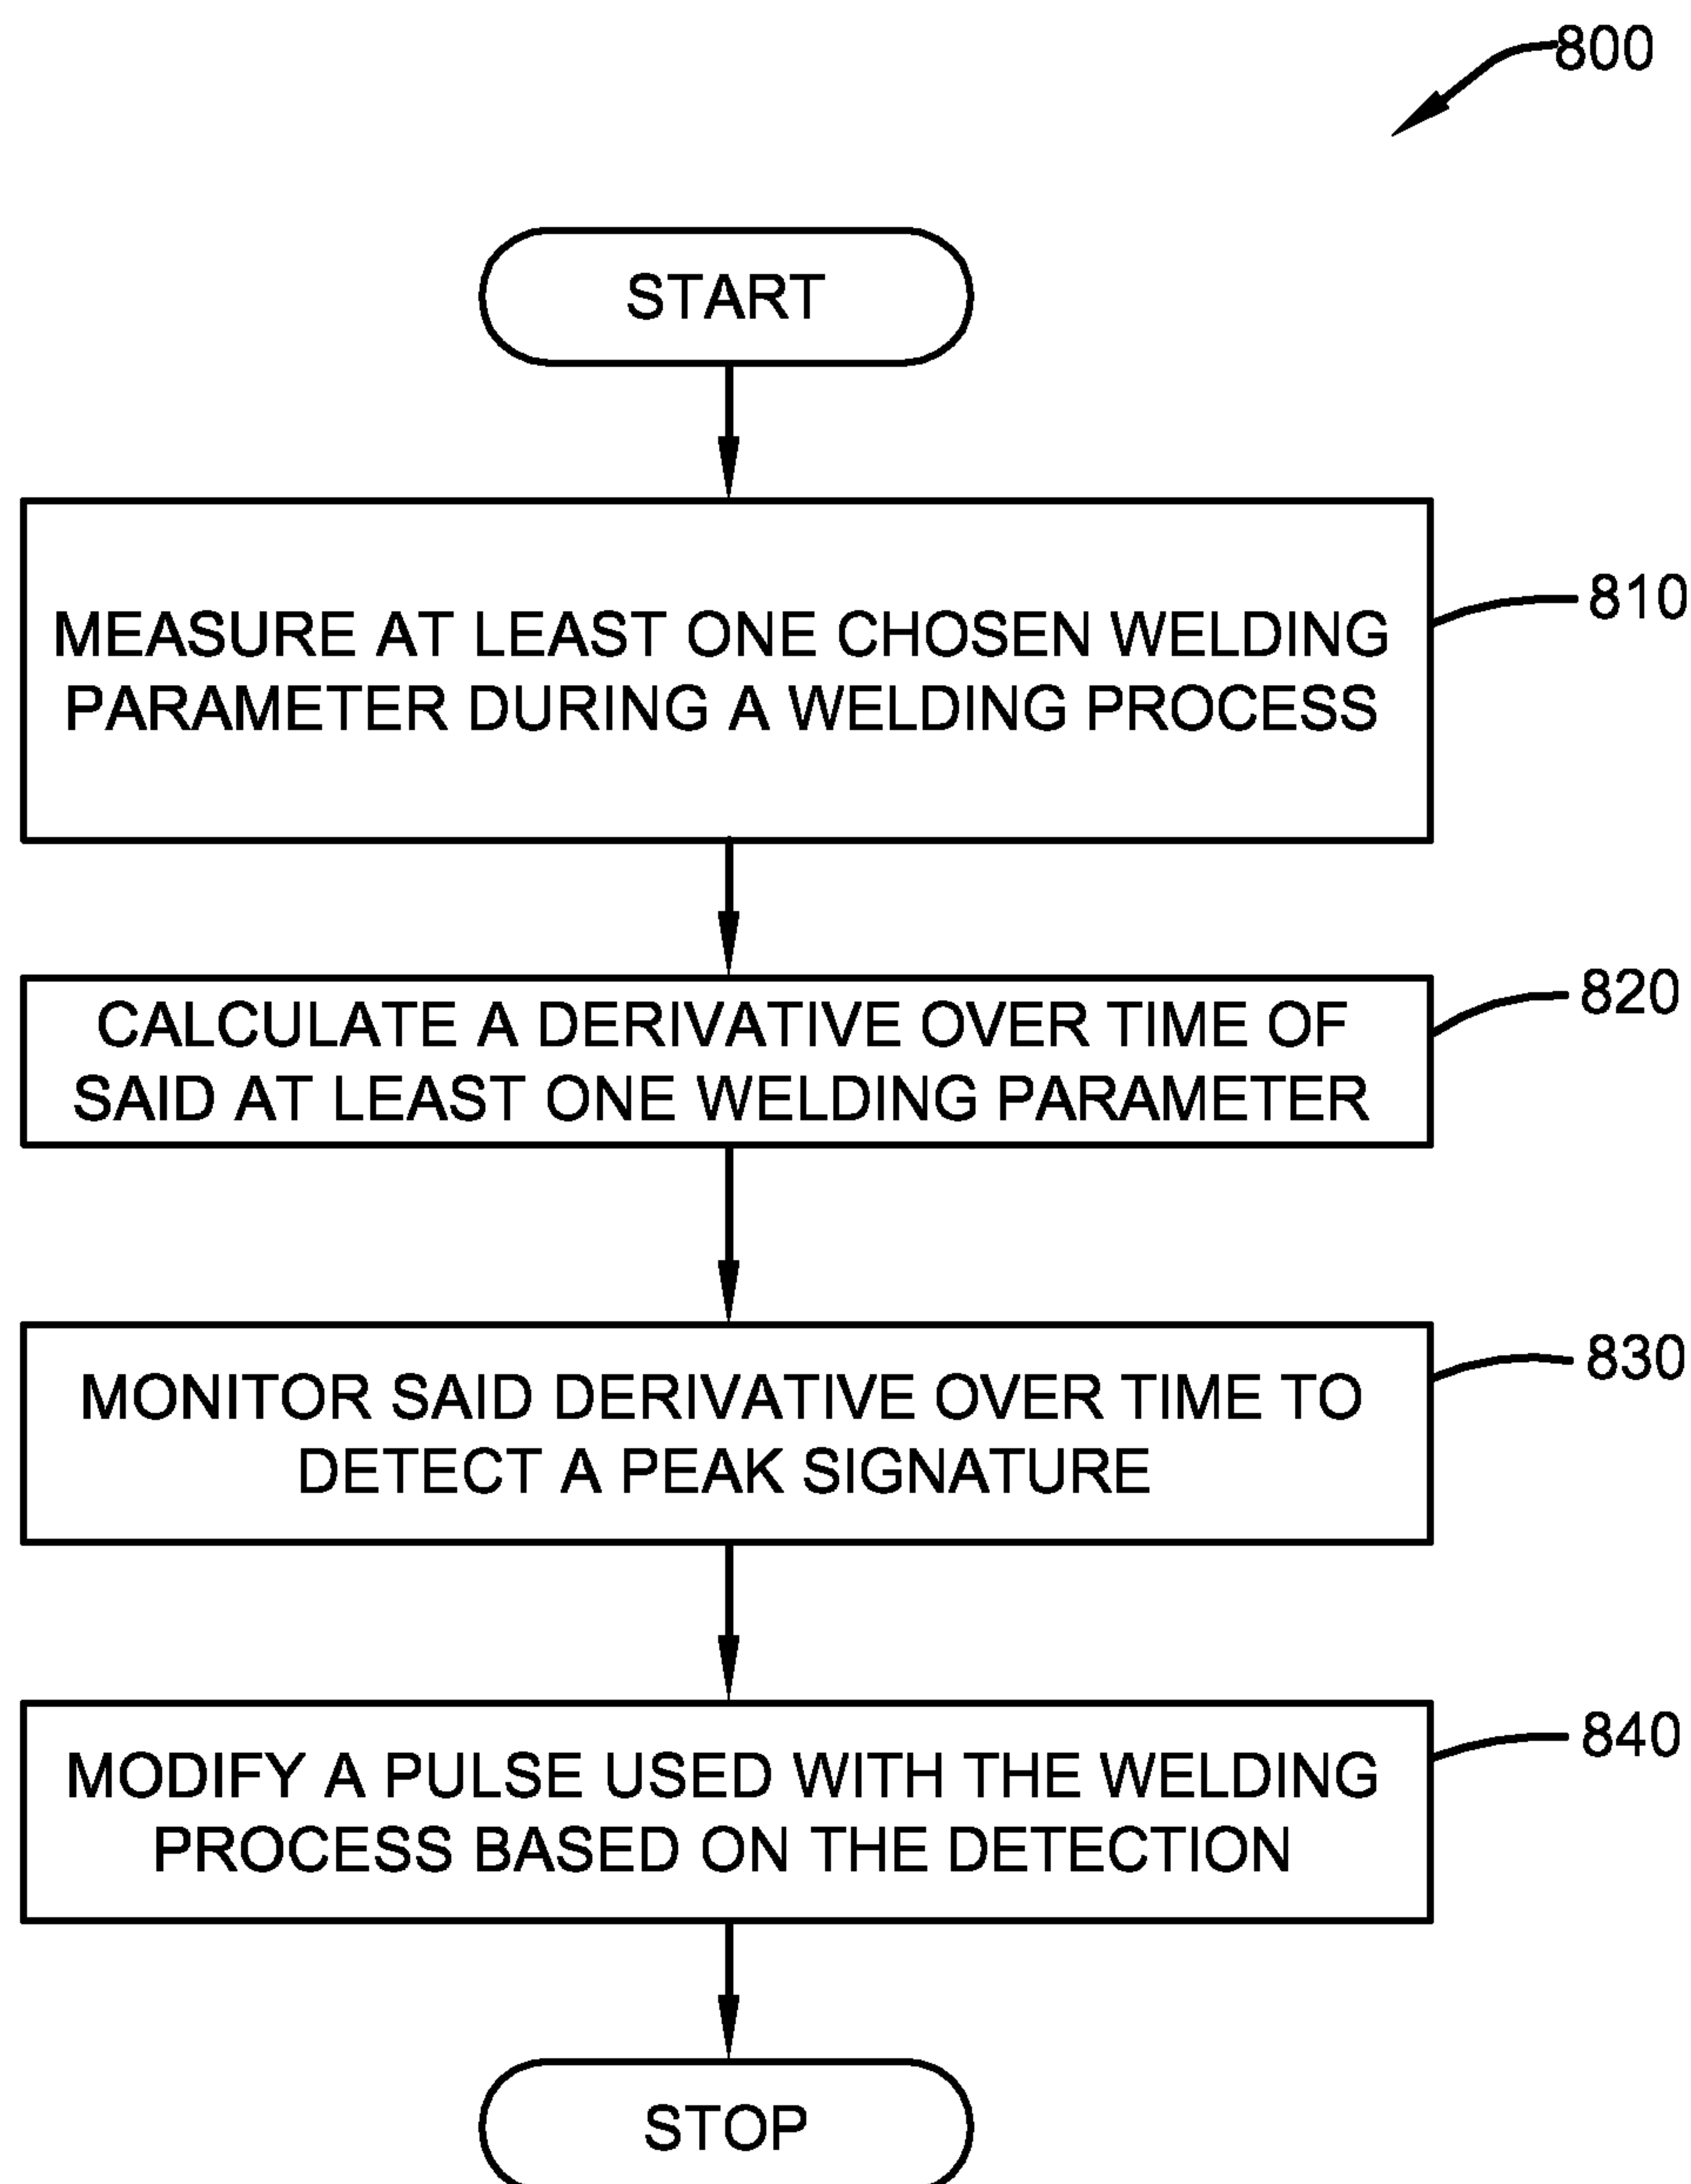 800
START
MEASURE AT LEAST ONE CHOSEN WELDING
PARAMETER DURING A WELDING PROCESS
810
CALCULATE A DERIVATIVE OVER TIME OF
SAID AT LEAST ONE WELDING PARAMETER
820
MONITOR SAID DERIVATIVE OVER TIME TO
DETECT A PEAK SIGNATURE
830
MODIFY A PULSE USED WITH THE WELDING
PROCESS BASED ON THE DETECTION
840
STOP